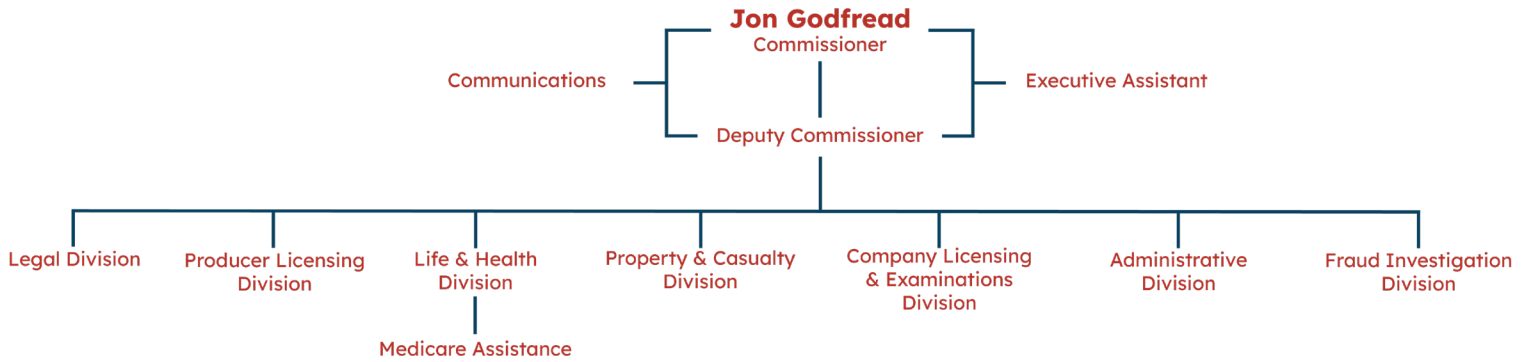 Jon Godfread
Commissioner
Communications
Executive Assistant
Deputy Commissioner
Legal Division
Producer Licensing
Division
Life & Health
Division
Property & Casualty
Division
Company Licensing
& Examinations
Division
Administrative
Division
Fraud Investigation
Division
Medicare Assistance